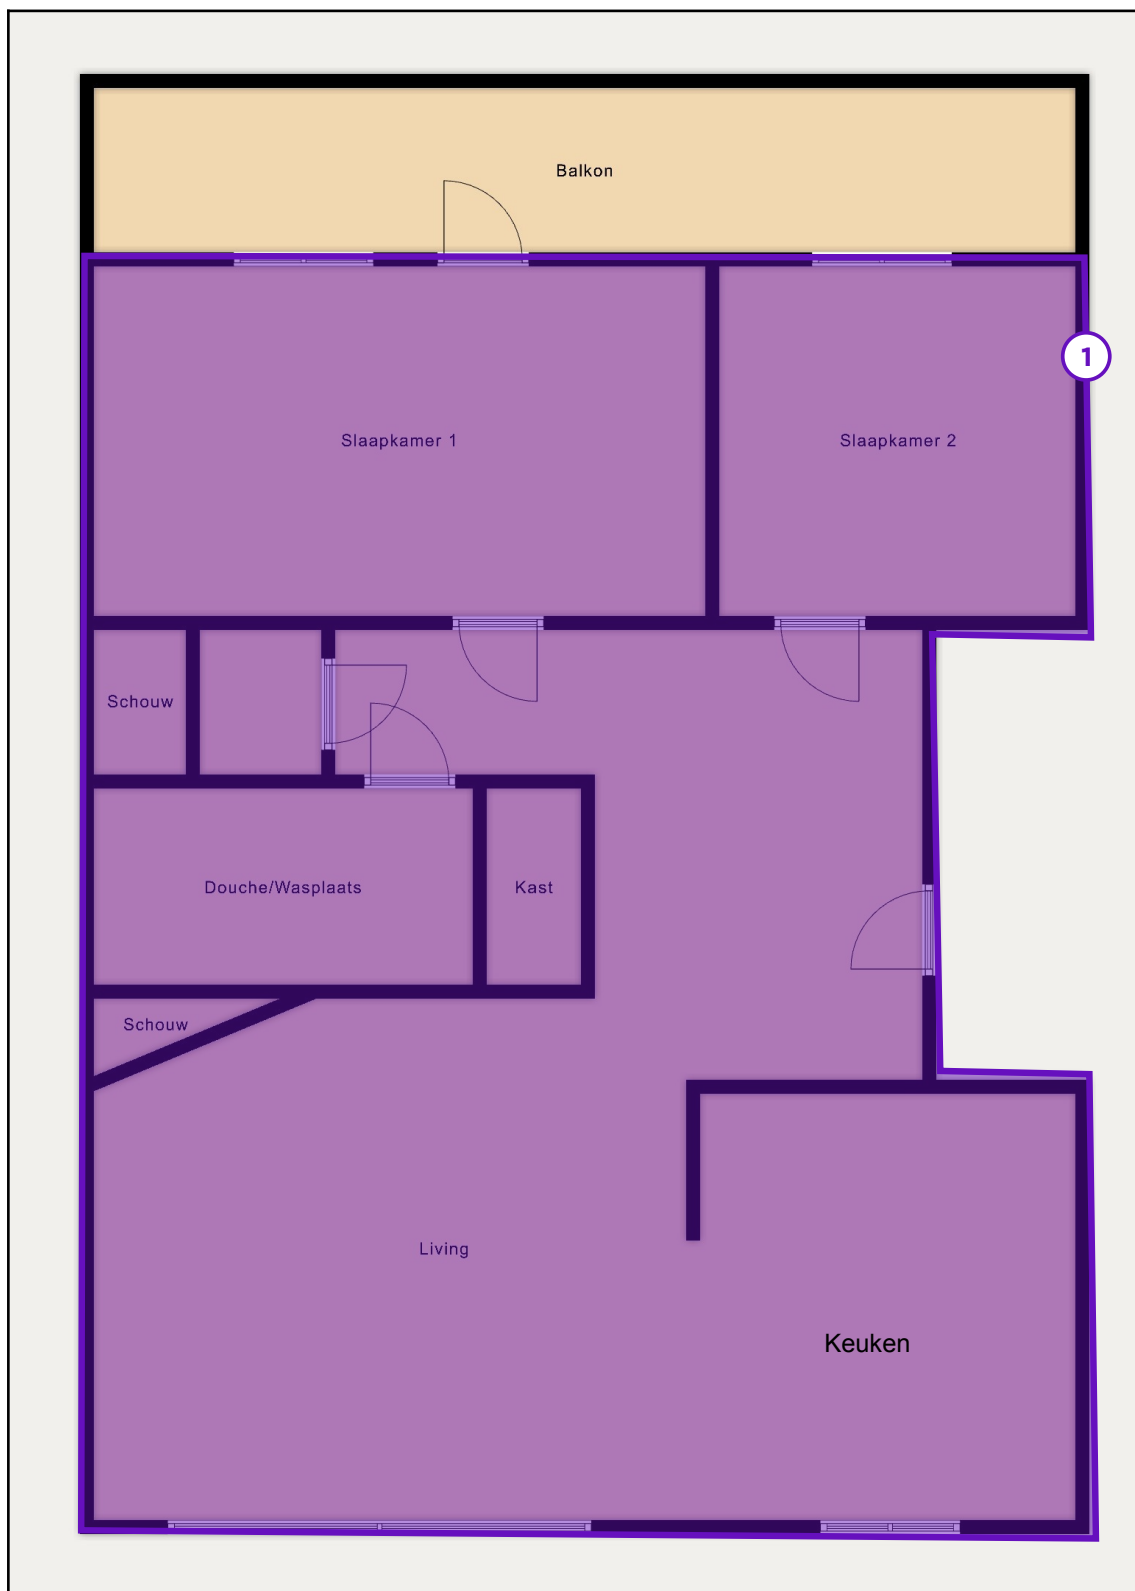 Balkon
1
Slaapkamer 1
Slaapkamer 2
Schouw
Douche/Wasplaats
Kast
Schouw
Living
Keuken